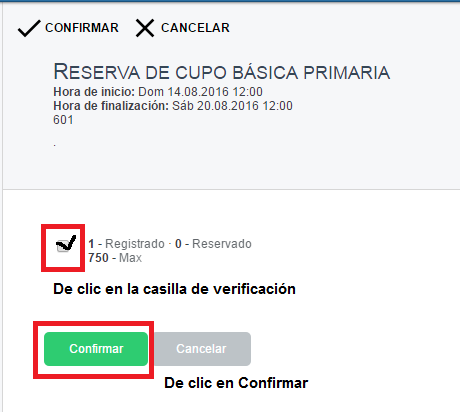 CONFIRMAR CANCELAR
RESERVA DE CUPO BÁSICA PRIMARIA
Hora de inicio: Dom 14.08.2016 12:00
Hora de finalización: Sáb 20.08.2016 12:00
601
.
1 - Registrado · 0 - Reservado
750 - Max
De clic en la casilla de verificación
Confirmar Cancelar
De clic en Confirmar